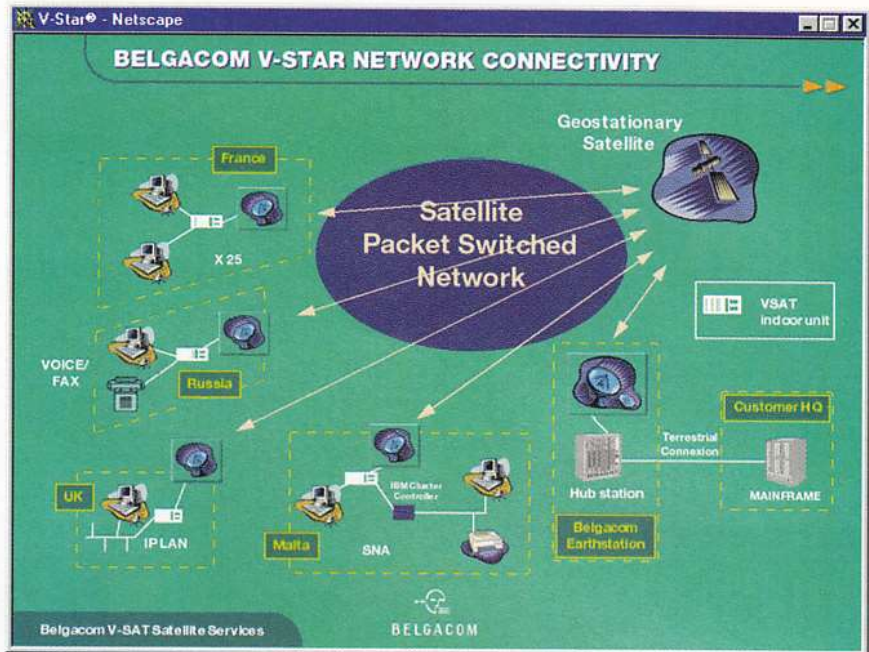 V-Star® - Netscape
BELGACOM V-STAR NETWORK CONNECTIVITY
Geostationary
Satellite
France
Satellite
Packet Switched
Network
X 25
VSAT
indoor unit
VOICE/
FAX
Russia
Customer HQ
Terrestrial
Connexion
UK
IBM Cluster
Controller
Hub station
MAINFRAME
IP LAN
Malta
SNA
Belgacom
Earthstation
Belgacom V-SAT Satellite Services
BELGACOM